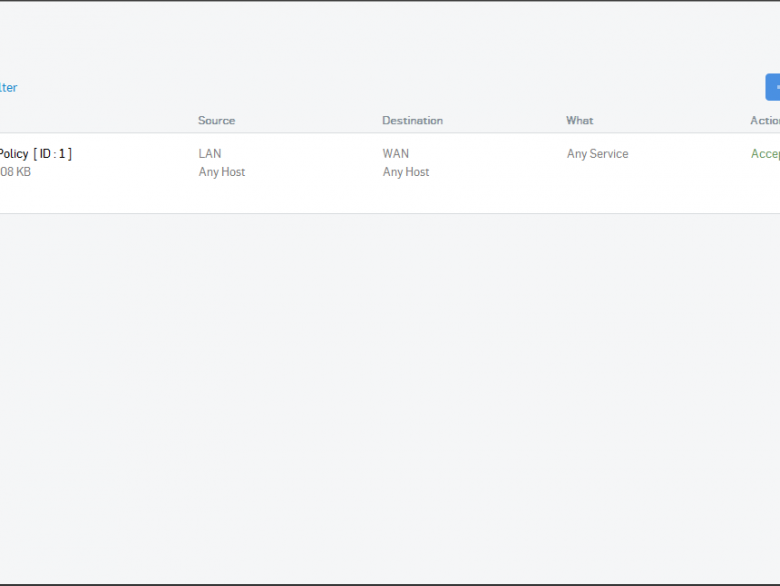 lter
Source Destination What Actio
Policy [ ID : 1 ] LAN WAN Any Service Accep
08 KB Any Host Any Host